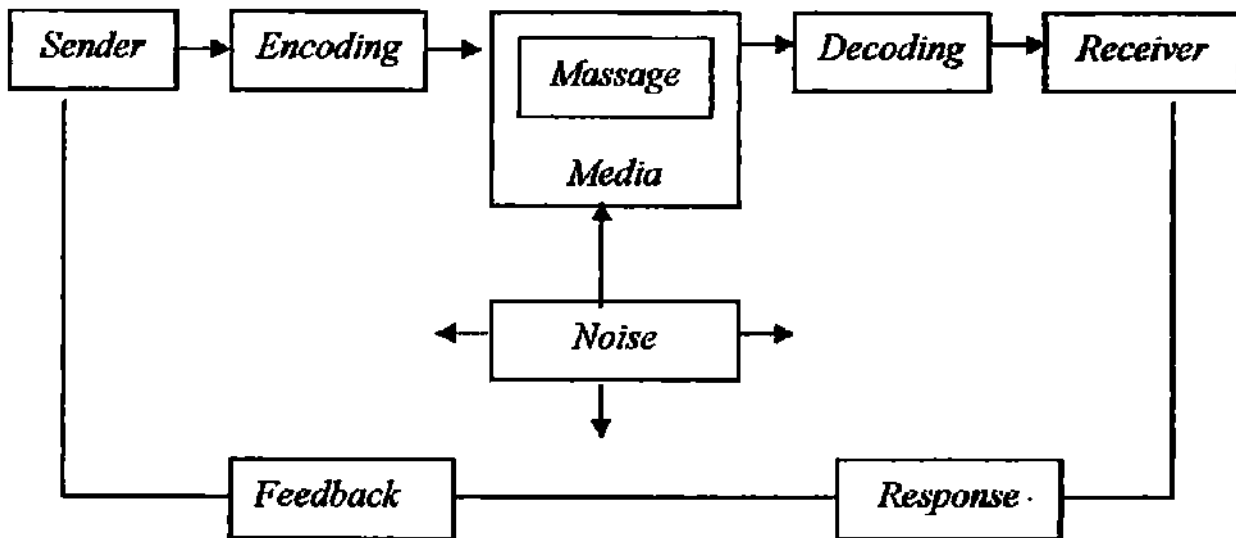 Sender
Encoding
Massage
Media
Decoding
Receiver
Noise
Feedback
Response